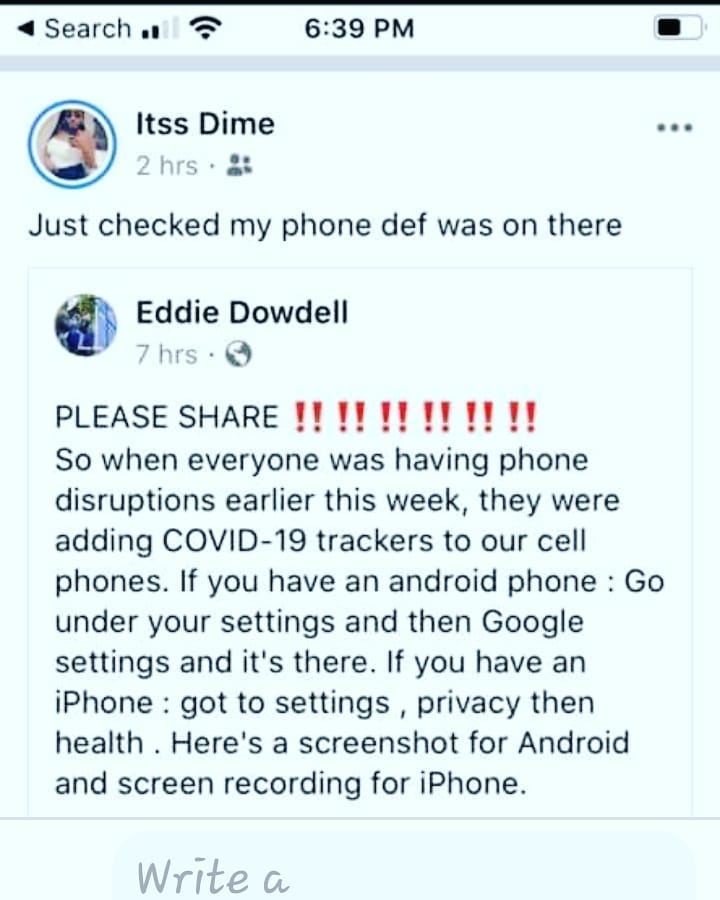 ◄ Search 6:39 PM
Itss Dime
2 hrs ·
Just checked my phone def was on there
Eddie Dowdell
7 hrs ·
PLEASE SHARE ‼️ ‼️ ‼️ ‼️ ‼️ ‼️
So when everyone was having phone
disruptions earlier this week, they were
adding COVID-19 trackers to our cell
phones. If you have an android phone : Go
under your settings and then Google
settings and it's there. If you have an
iPhone : got to settings , privacy then
health . Here's a screenshot for Android
and screen recording for iPhone.
Write a